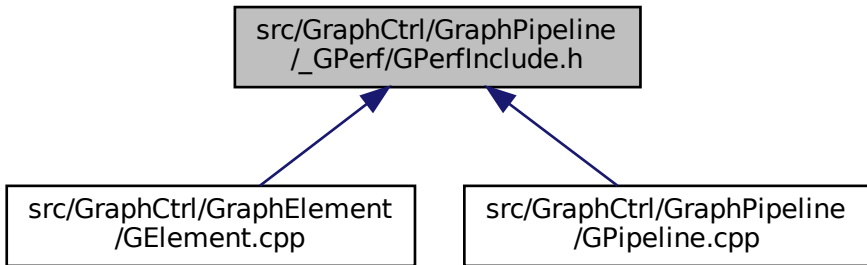 src/GraphCtrl/GraphPipeline
/_GPerf/GPerfInclude.h
src/GraphCtrl/GraphElement
/GElement.cpp
src/GraphCtrl/GraphPipeline
/GPipeline.cpp